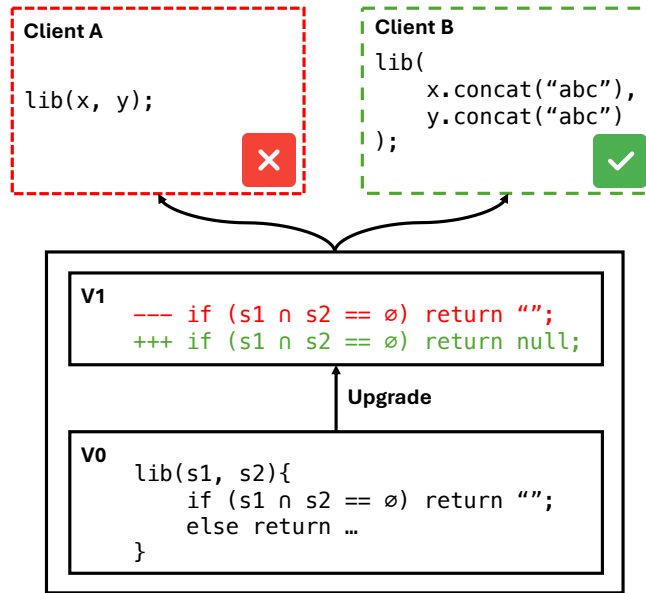 Client A
lib(x, y);
Client B
lib(
x.concat(“abc”),
y.concat(“abc”)
);
V1
--- if (s1 ∩ s2 == ∅) return “”;
+++ if (s1 ∩ s2 == ∅) return null;
Upgrade
V0
lib(s1, s2){
if (s1 ∩ s2 == ∅) return “”;
else return …
}